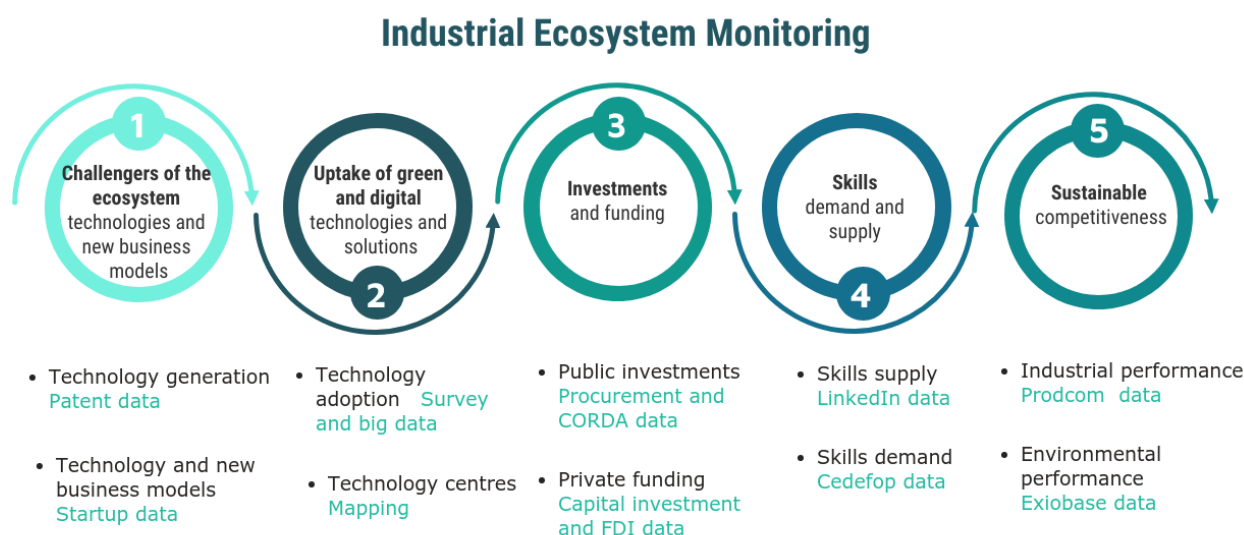 Industrial Ecosystem Monitoring
1
Challengers of the
ecosystem
technologies and
new business
models
2
Uptake of green
and digital
technologies and
solutions
3
Investments
and funding
4
Skills
demand and
supply
5
Sustainable
competitiveness
• Technology generation
Patent data
• Technology and new
business models
Startup data
• Technology
adoption Survey
and big data
• Technology centres
Mapping
• Public investments
Procurement and
CORDA data
• Private funding
Capital investment
and FDI data
• Skills supply
LinkedIn data
• Skills demand
Cedefop data
• Industrial performance
Prodcom data
• Environmental
performance
Exiobase data